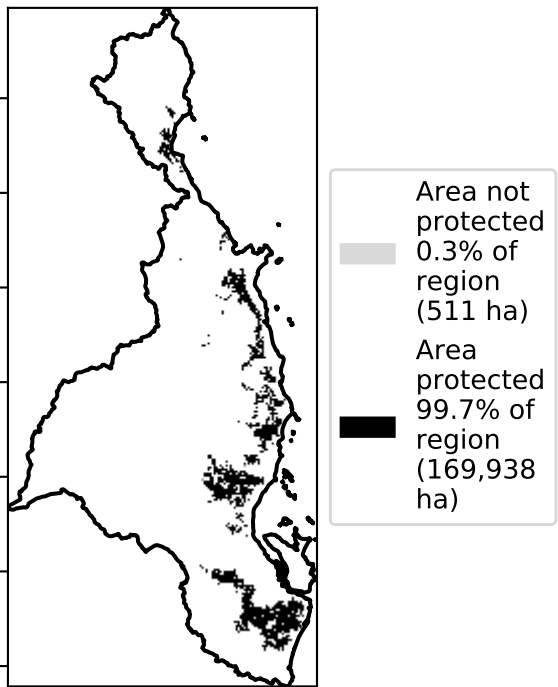 Area not
protected
0.3% of
region
(511 ha)
Area
protected
99.7% of
region
(169,938
ha)